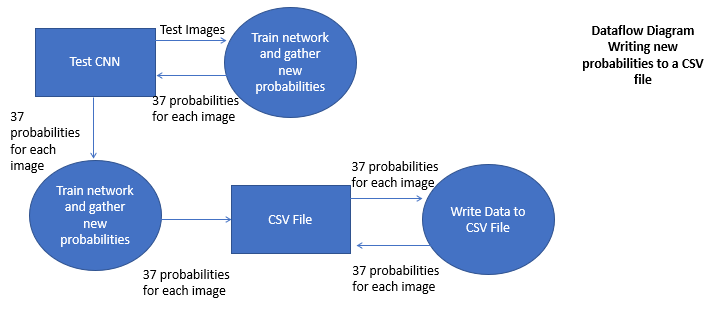 Dataflow Diagram
Writing new
probabilities to a CSV
file
Test CNN
Test Images
Train network
and gather
new
probabilities
37 probabilities
for each image
37
probabilities
for each
image
Train network
and gather
new
probabilities
37 probabilities
for each image
CSV File
37 probabilities
for each image
Write Data to
CSV File
37 probabilities
for each image